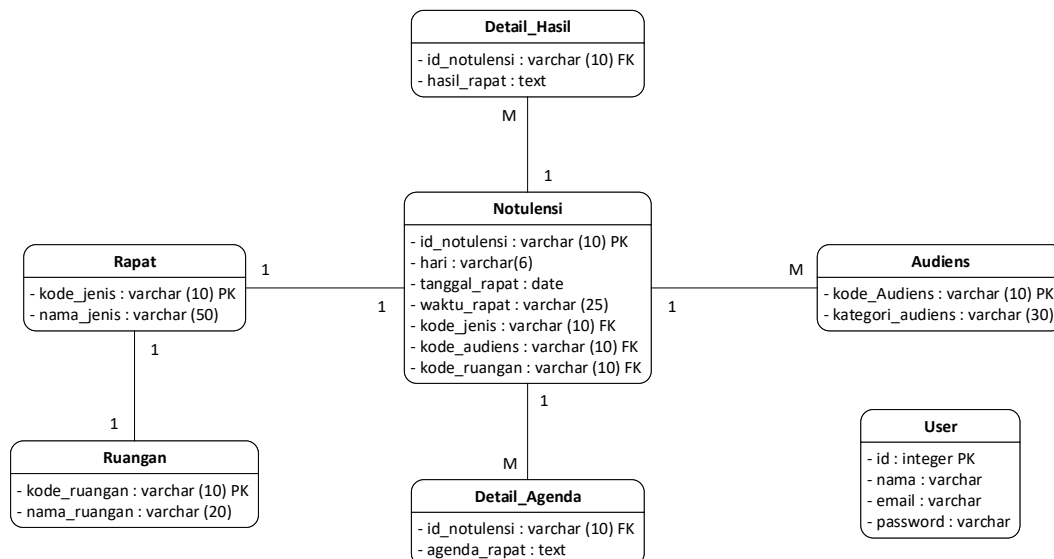 Detail_Hasil
- id_notulensi : varchar (10) FK
- hasil_rapat : text
M
1
Notulensi
- id_notulensi : varchar (10) PK
- hari : varchar(6)
- tanggal_rapat : date
- waktu_rapat : varchar (25)
- kode_jenis : varchar (10) FK
- kode_audiens : varchar (10) FK
- kode_ruangan : varchar (10) FK
Rapat
- kode_jenis : varchar (10) PK
- nama_jenis : varchar (50)
1
1
M
1
Audiens
- kode_Audiens : varchar (10) PK
- kategori_audiens : varchar (30)
1
1
Ruangan
- kode_ruangan : varchar (10) PK
- nama_ruangan : varchar (20)
1
M
Detail_Agenda
- id_notulensi : varchar (10) FK
- agenda_rapat : text
User
- id : integer PK
- nama : varchar
- email : varchar
- password : varchar